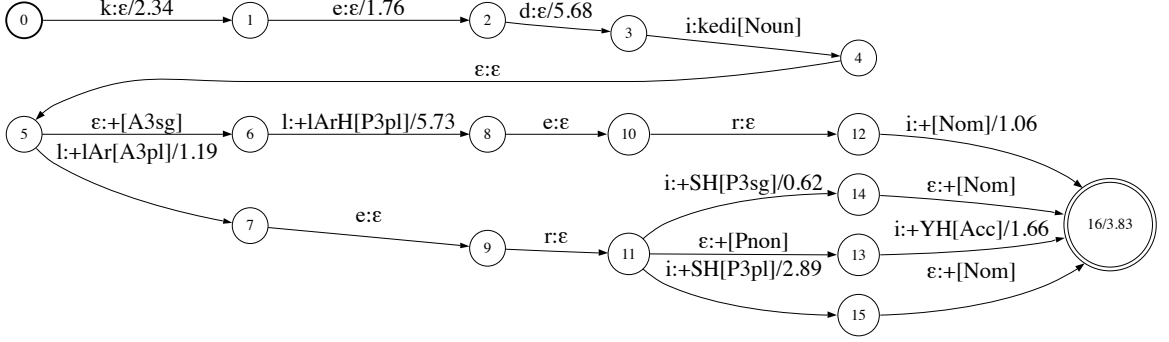 0 k:ε/2.34 1 e:ε/1.76 2 d:ε/5.68 3 i:kedi[Noun] 4
ε:ε
5 ε:+[A3sg] 6 l:+lArH[P3pl]/5.73 8 e:ε 10 r:ε 12 i:+[Nom]/1.06
l:+lAr[A3pl]/1.19
7 e:ε 9 r:ε 11
i:+SH[P3sg]/0.62 14 ε:+[Nom]
ε:+[Pnon] 13 i:+YH[Acc]/1.66
i:+SH[P3pl]/2.89 15 ε:+[Nom]
16/3.83